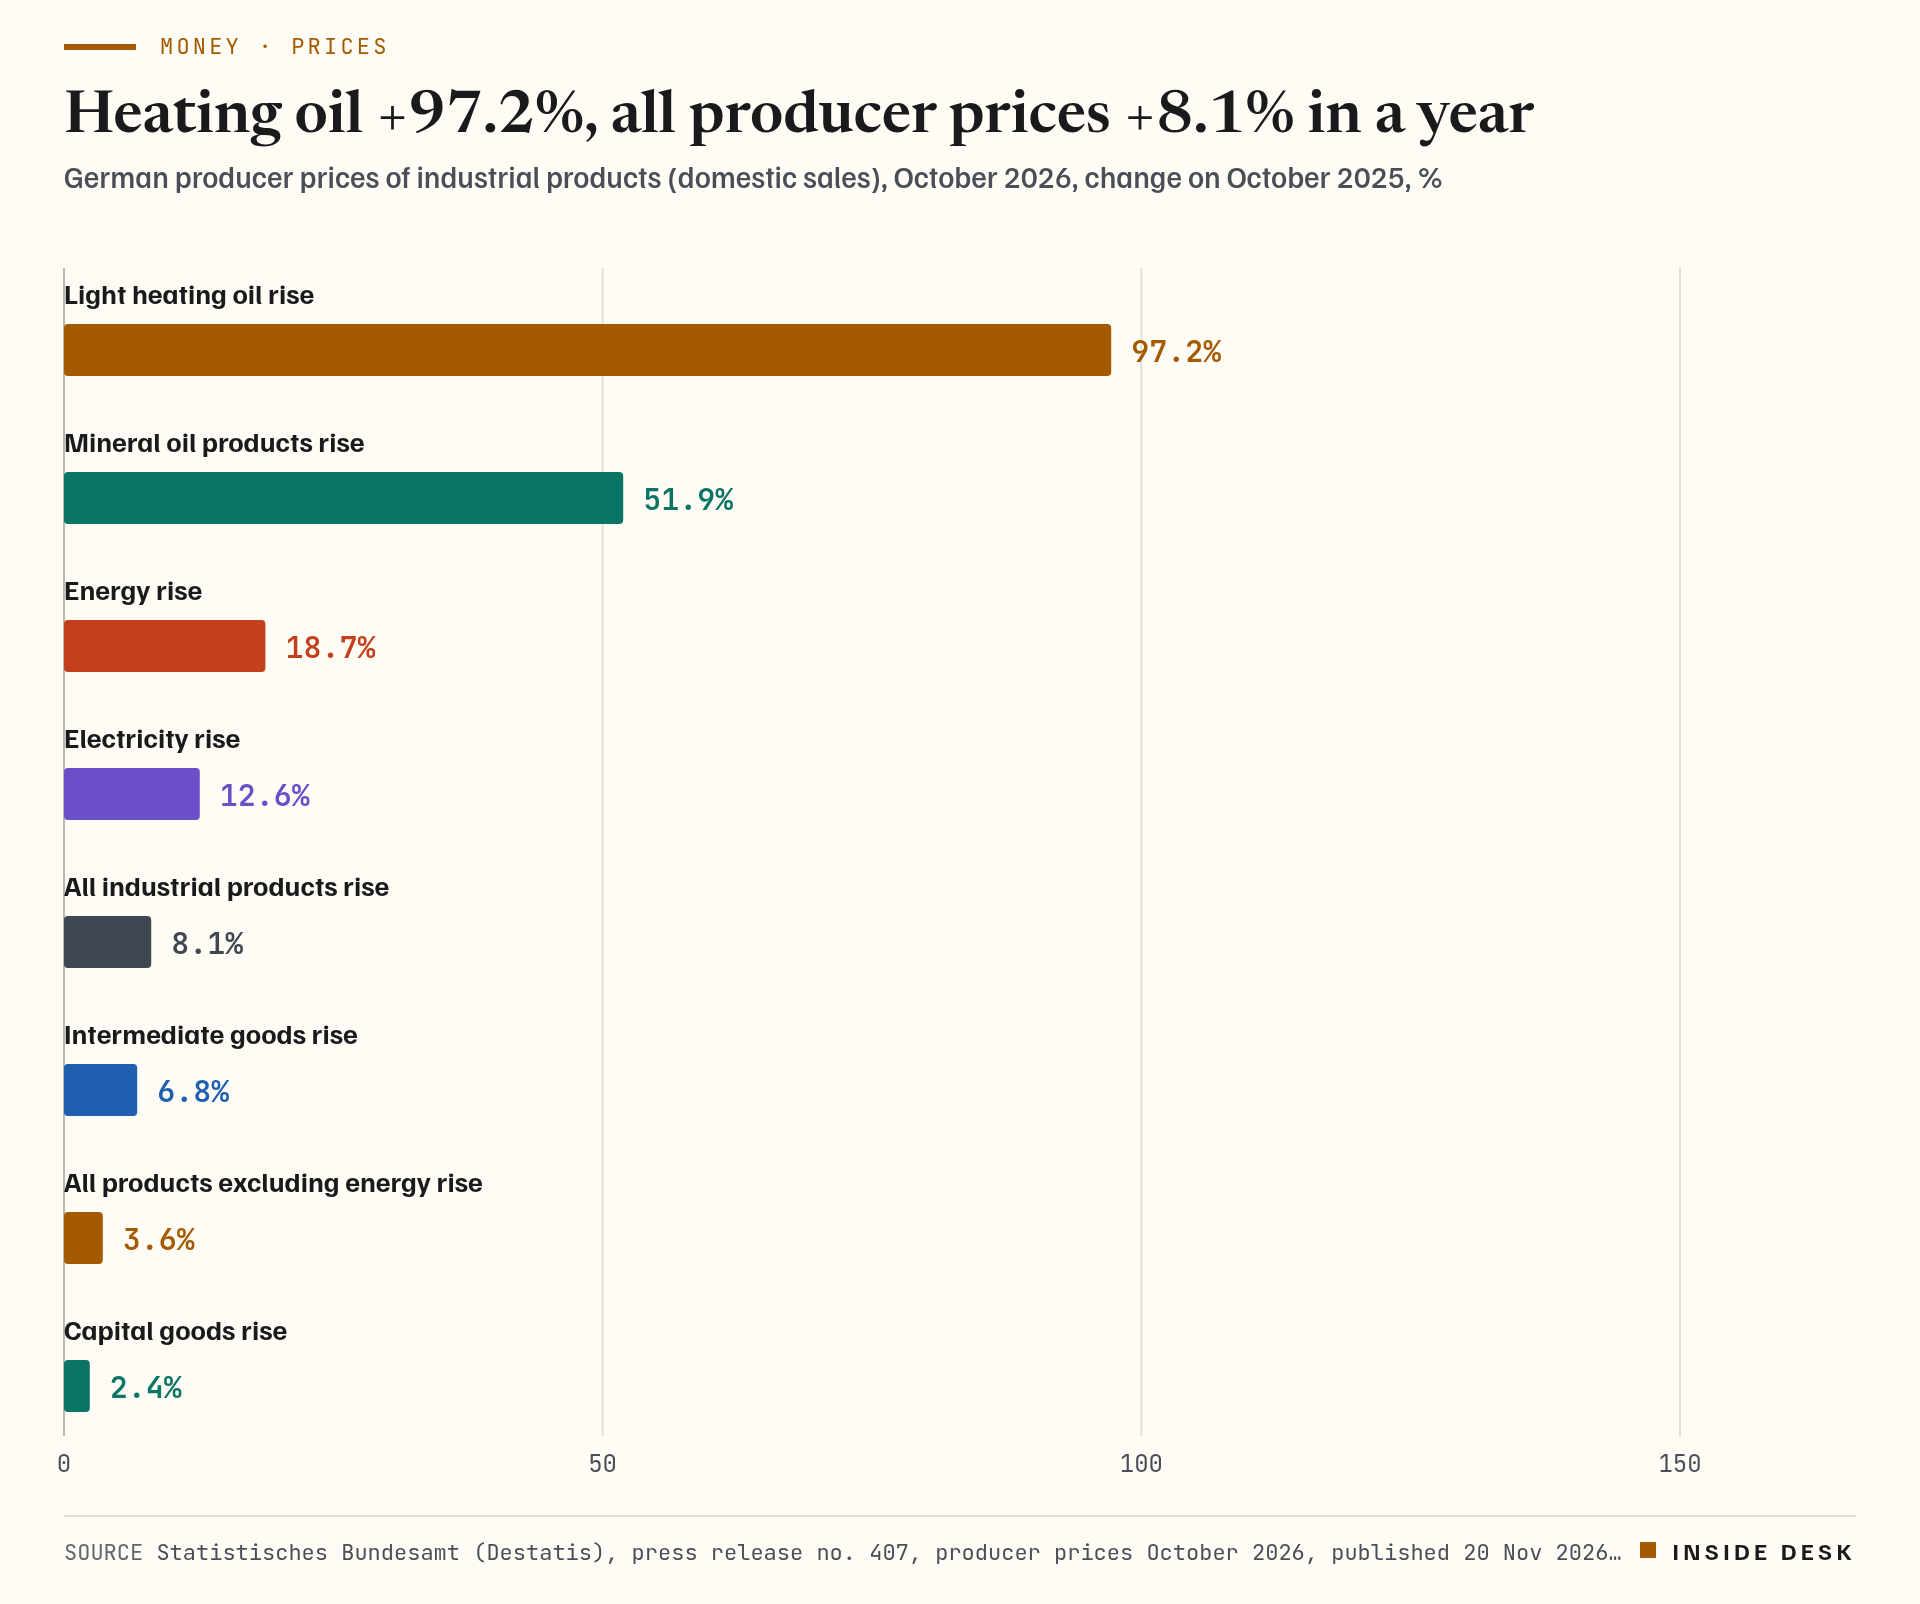 MONEY · PRICES
Heating oil +97.2%, all producer prices +8.1% in a year
German producer prices of industrial products (domestic sales), October 2026, change on October 2025, %
Light heating oil rise
97.2%
Mineral oil products rise
51.9%
Energy rise
18.7%
Electricity rise
12.6%
All industrial products rise
8.1%
Intermediate goods rise
6.8%
All products excluding energy rise
3.6%
Capital goods rise
2.4%
0 50 100 150
SOURCE Statistisches Bundesamt (Destatis), press release no. 407, producer prices October 2026, published 20 Nov 2026… INSIDE DESK